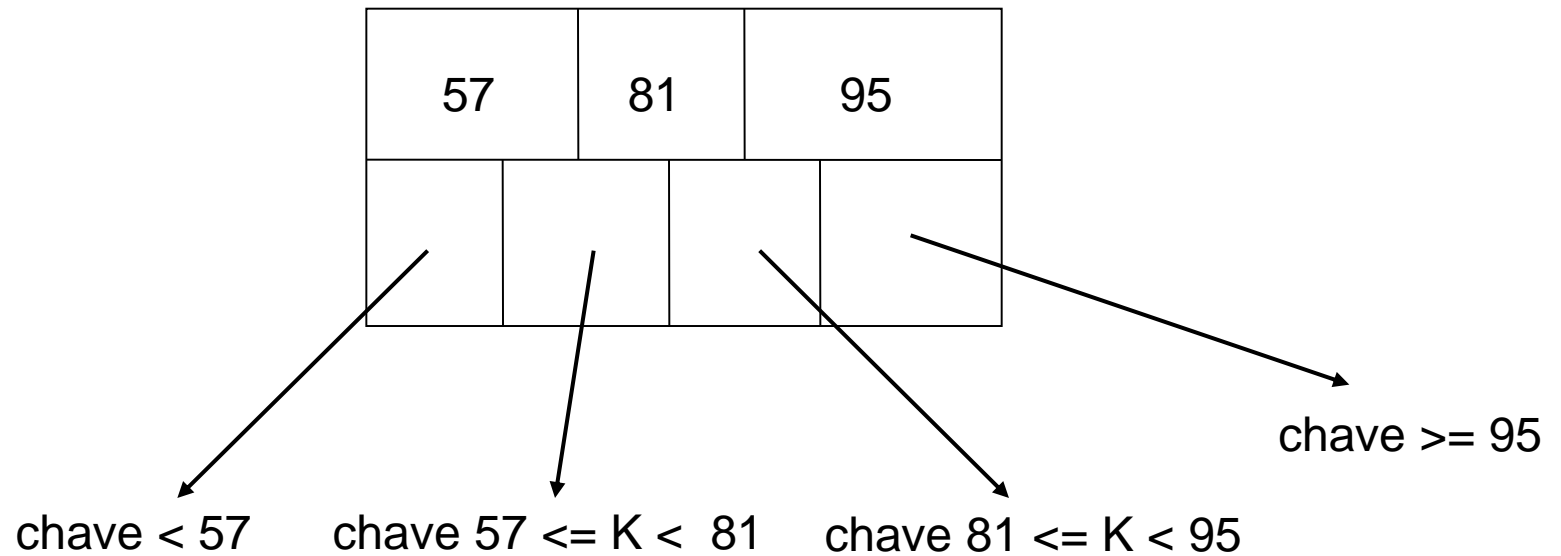 57 81 95
chave >= 95
chave < 57 chave 57 <= K < 81 chave 81 <= K < 95